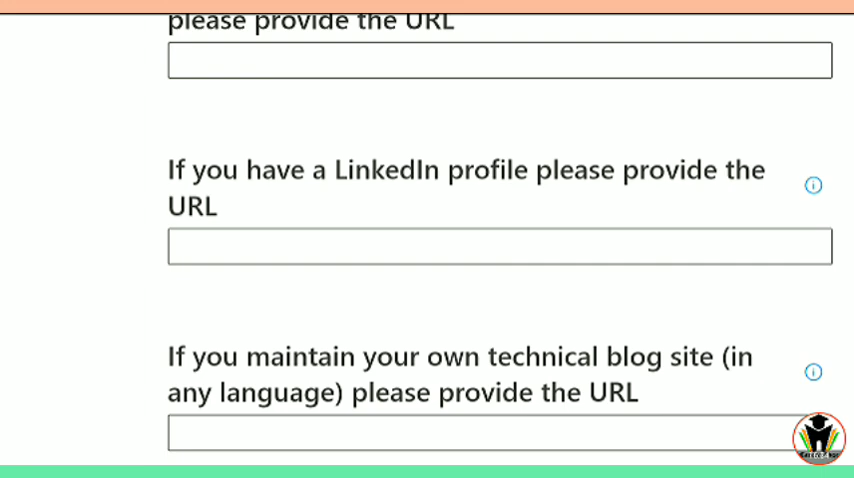 please provide the URL
If you have a LinkedIn profile please provide the
URL
If you maintain your own technical blog site (in
any language) please provide the URL